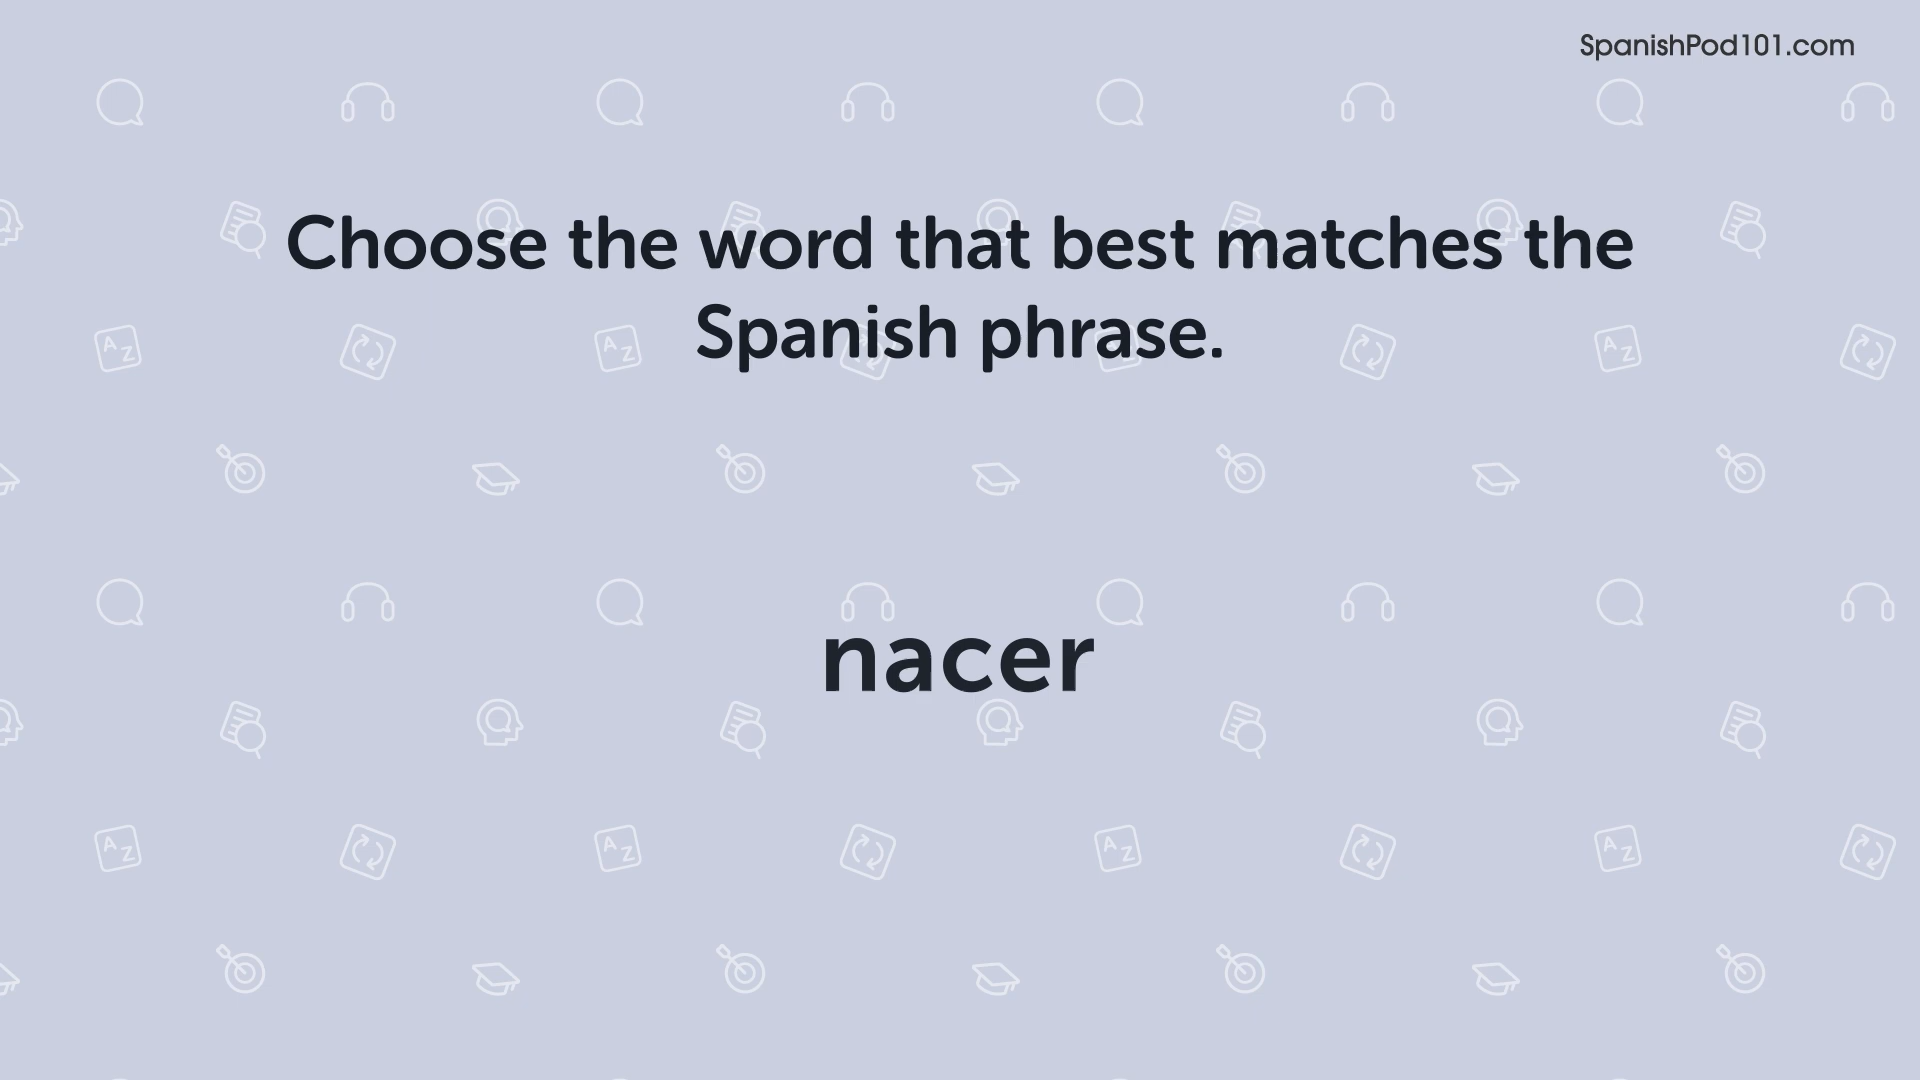 SpanishPod101.com
Choose the word that best matches the
Spanish phrase.
nacer